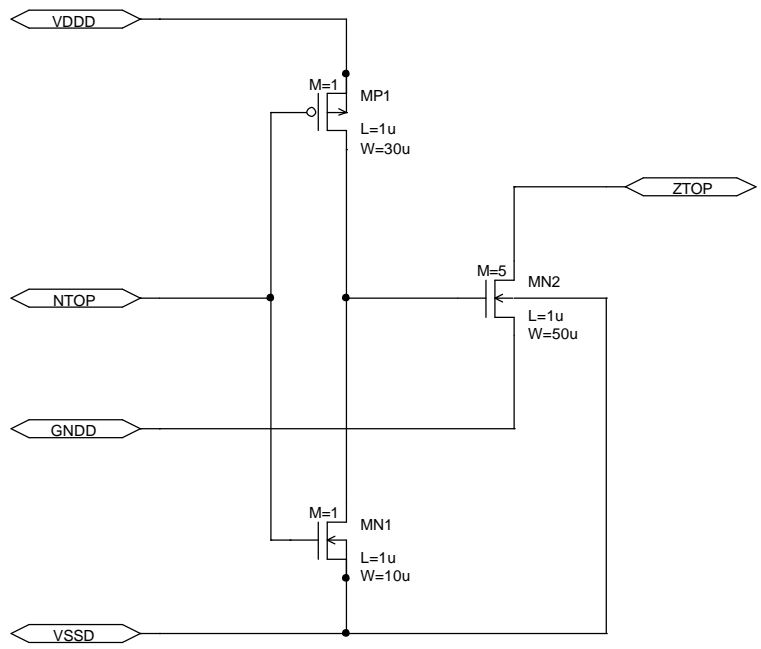 VDDD
M=1
MP1
L=1u
W=30u
ZTOP
M=5
MN2
NTOP
L=1u
W=50u
GNDD
M=1
MN1
L=1u
W=10u
VSSD